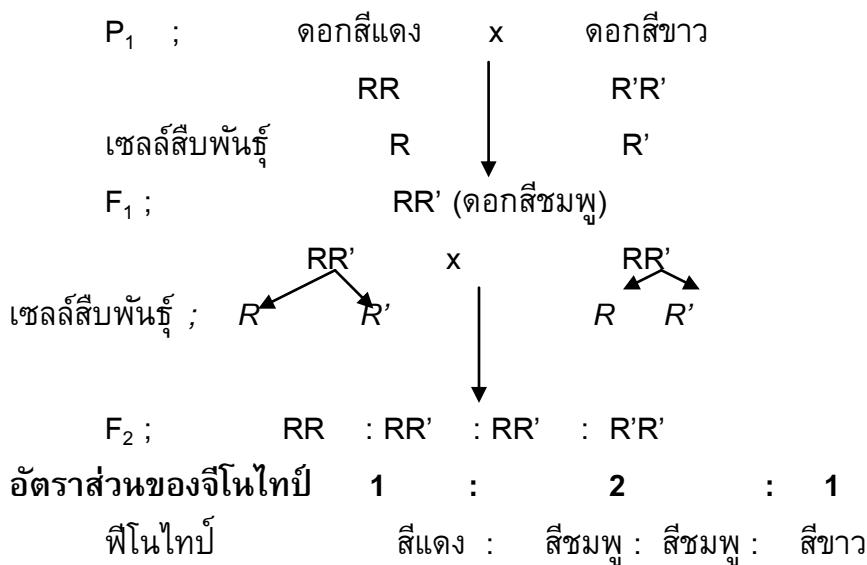 P₁ ; ดอกสีแดง x ดอกสีขาว
RR R'R'
เซลล์สืบพันธุ์ R R'
F₁ ; RR' (ดอกสีชมพู)
RR' x RR'
เซลล์สืบพันธุ์ ; R R' R R'
F₂ ; RR : RR' : RR' : R'R'
อัตราส่วนของจีโนไทป์ 1 : 2 : 1
ฟีโนไทป์ สีแดง : สีชมพู : สีชมพู : สีขาว